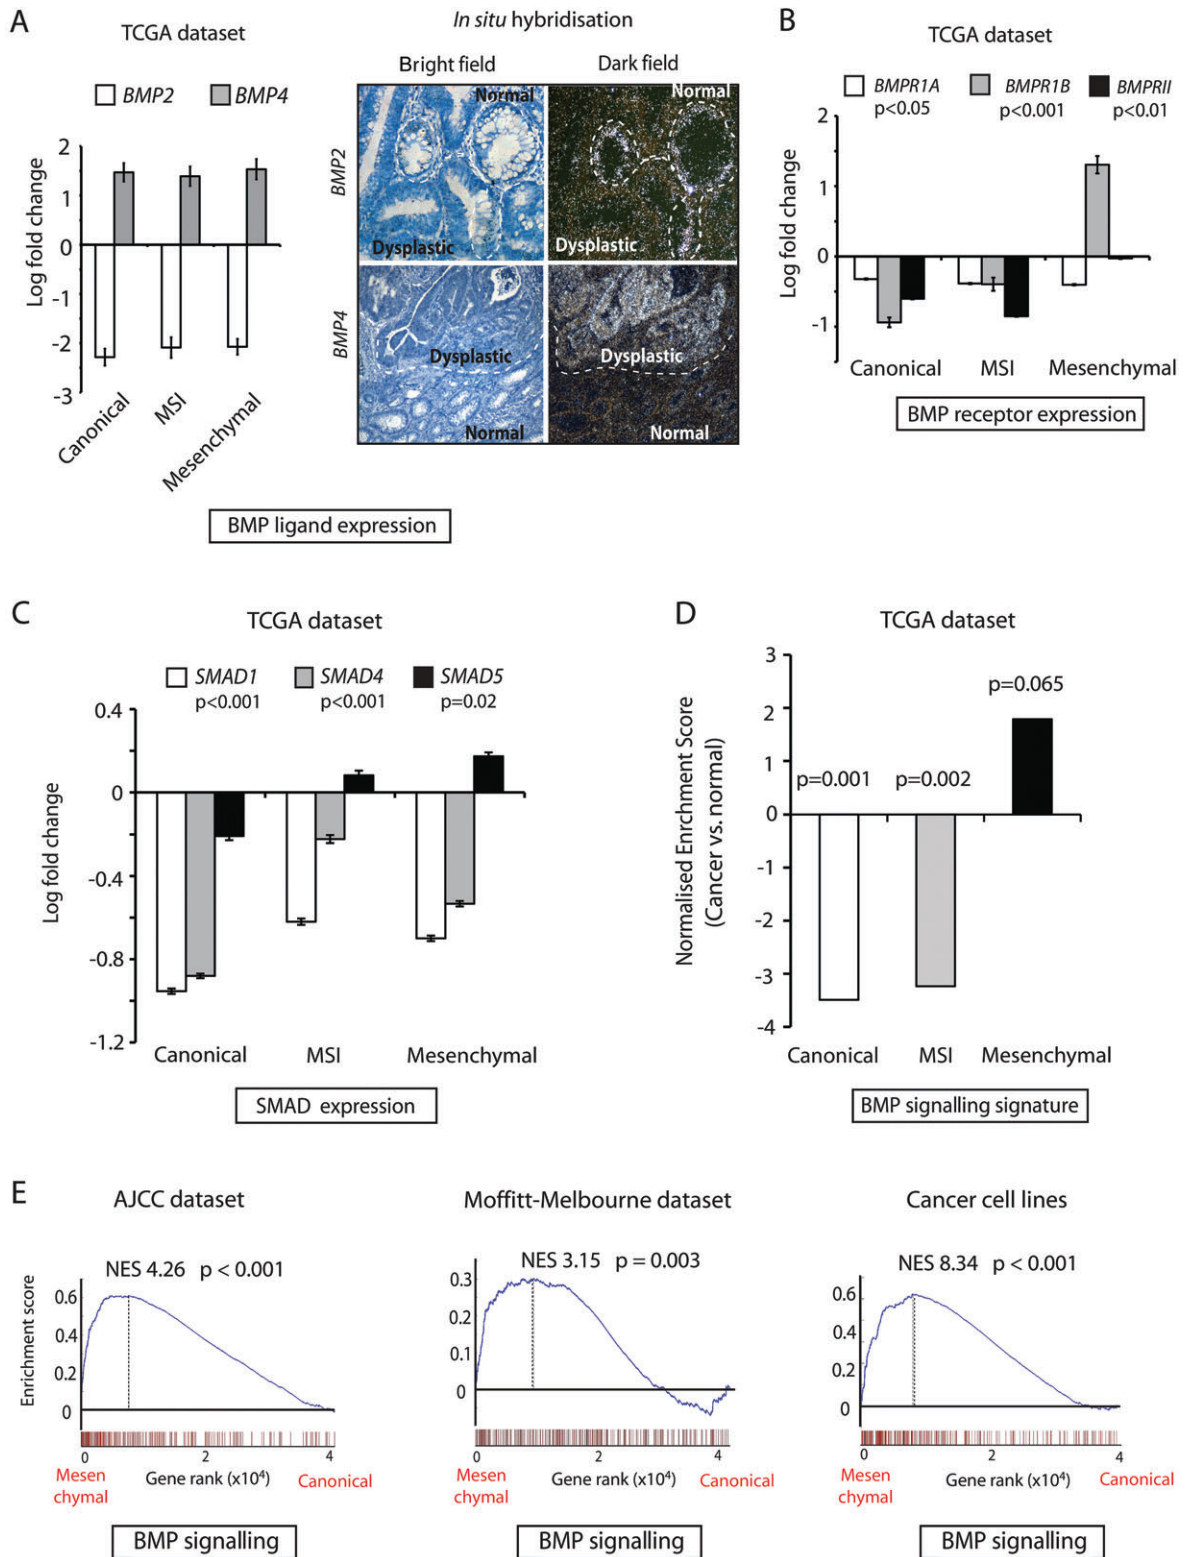 A
TCGA dataset
BMP2 BMP4
Log fold change
2
1
0
-1
-2
-3
Canonical
MSI
Mesenchymal
In situ hybridisation
Bright field
Dark field
BMP2
BMP4
Normal
Dysplastic
Normal
Dysplastic
Dysplastic
Normal
Dysplastic
Normal
BMP ligand expression
B
TCGA dataset
BMPR1A BMPR1B BMPRII
p<0.05 p<0.001 p<0.01
Log fold change
2
1
0
-1
Canonical MSI Mesenchymal
BMP receptor expression
C
TCGA dataset
SMAD1 SMAD4 SMAD5
p<0.001 p<0.001 p=0.02
Log fold change
0.4
0
-0.4
-0.8
-1.2
Canonical MSI Mesenchymal
SMAD expression
D
TCGA dataset
Normalised Enrichment Score
(Cancer vs. normal)
3
2
1
0
-1
-2
-3
-4
p=0.001 p=0.002 p=0.065
Canonical MSI Mesenchymal
BMP signalling signature
E
AJCC dataset
NES 4.26 p < 0.001
Enrichment score
0.6
0.4
0.2
0
0 2 4
Mesen
chymal
Gene rank (x10⁴)
Canonical
BMP signalling
Moffitt-Melbourne dataset
NES 3.15 p = 0.003
0.3
0.2
0.1
0
0 2 4
Mesen
chymal
Gene rank (x10⁴)
Canonical
BMP signalling
Cancer cell lines
NES 8.34 p < 0.001
0.6
0.4
0.2
0
0 2 4
Mesen
chymal
Gene rank (x10⁴)
Canonical
BMP signalling